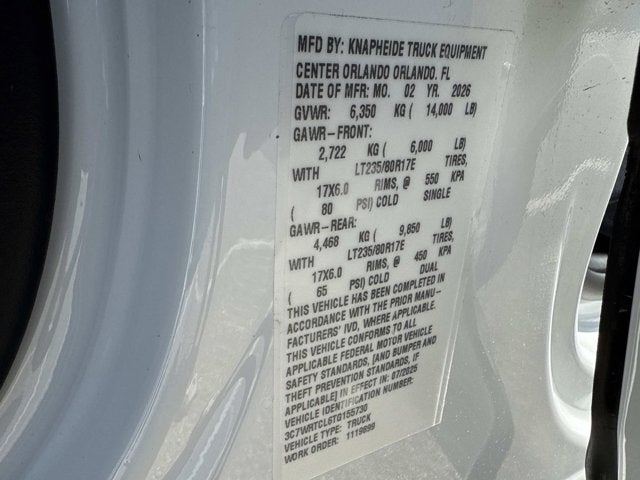 MFD BY: KNAPHEIDE TRUCK EQUIPMENT
CENTER ORLANDO ORLANDO, FL
DATE OF MFR: MO. 02 YR. 2026
GVWR: 6,350 KG ( 14,000 LB)
GAWR-FRONT:
2,722 KG ( 6,000 LB)
WITH LT235/80R17E TIRES,
17X6.0 RIMS, @ 550 KPA
( 80 PSI) COLD SINGLE
GAWR-REAR:
4,468 KG ( 9,850 LB)
WITH LT235/80R17E TIRES,
17X6.0 RIMS, @ 450 KPA
( 65 PSI) COLD DUAL
THIS VEHICLE HAS BEEN COMPLETED IN
ACCORDANCE WITH THE PRIOR MANU-
FACTURERS' IVD, WHERE APPLICABLE.
THIS VEHICLE CONFORMS TO ALL
APPLICABLE FEDERAL MOTOR VEHICLE
SAFETY STANDARDS, [AND BUMPER AND
THEFT PREVENTION STANDARDS, IF
APPLICABLE] IN EFFECT IN: 07/2025
VEHICLE IDENTIFICATION NUMBER:
3C7WRTCL6TG155730
VEHICLE TYPE: TRUCK
WORK ORDER: 1119899